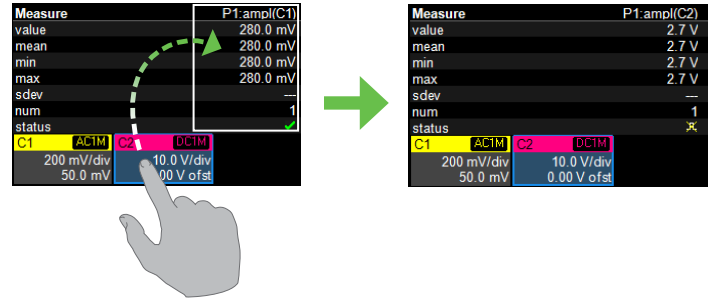 Measure P1:ampl(C1)
value 280.0 mV
mean 280.0 mV
min 280.0 mV
max 280.0 mV
sdev ---
num 1
status
C1 AC1M C2 DC1M
200 mV/div 10.0 V/div
50.0 mV .00 V ofst
Measure P1:ampl(C2)
value 2.7 V
mean 2.7 V
min 2.7 V
max 2.7 V
sdev ---
num 1
status
C1 AC1M C2 DC1M
200 mV/div 10.0 V/div
50.0 mV 0.00 V ofst